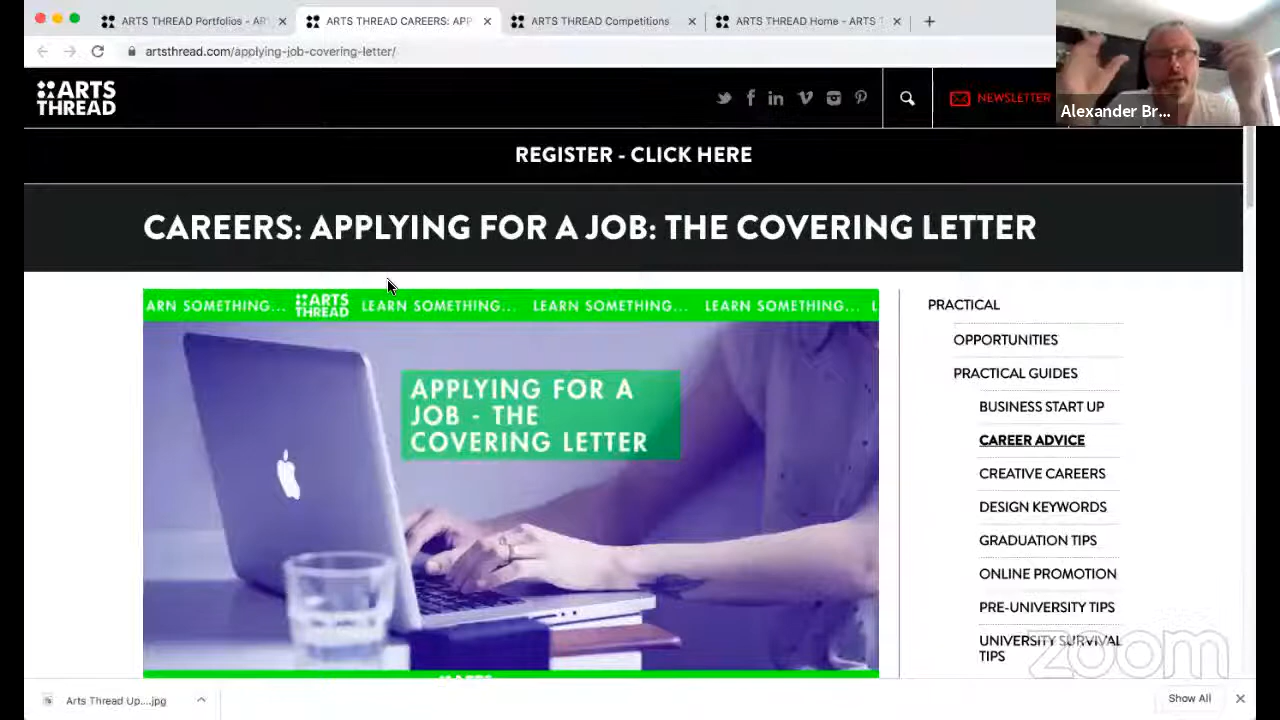 ARTS THREAD Portfolios - AR
ARTS THREAD CAREERS: APP
ARTS THREAD Competitions
ARTS THREAD Home - ARTS T
artsthread.com/applying-job-covering-letter/
Alexander Br...
ARTS
THREAD
NEWSLETTER
REGISTER - CLICK HERE
CAREERS: APPLYING FOR A JOB: THE COVERING LETTER
ARN SOMETHING... ARTS THREAD LEARN SOMETHING... LEARN SOMETHING... LEARN SOMETHING... L
APPLYING FOR A
JOB - THE
COVERING LETTER
PRACTICAL
OPPORTUNITIES
PRACTICAL GUIDES
BUSINESS START UP
CAREER ADVICE
CREATIVE CAREERS
DESIGN KEYWORDS
GRADUATION TIPS
ONLINE PROMOTION
PRE-UNIVERSITY TIPS
UNIVERSITY SURVIVAL
TIPS
zoom
Arts Thread Up....jpg
Show All